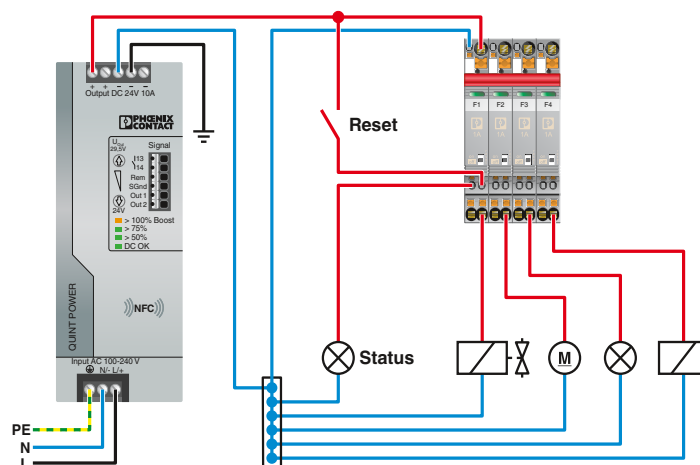 + + − − −
Output DC 24V 10A
PHŒNIX
CONTACT
UOut
29,5V
Signal
13
14
Rem
SGnd
Out 1
Out 2
24V
> 100% Boost
> 75%
> 50%
DC OK
QUINT POWER
NFC
Input AC 100-240 V
N/- L/+
PE
N
L
Reset
Status
F1
F2
F3
F4
M